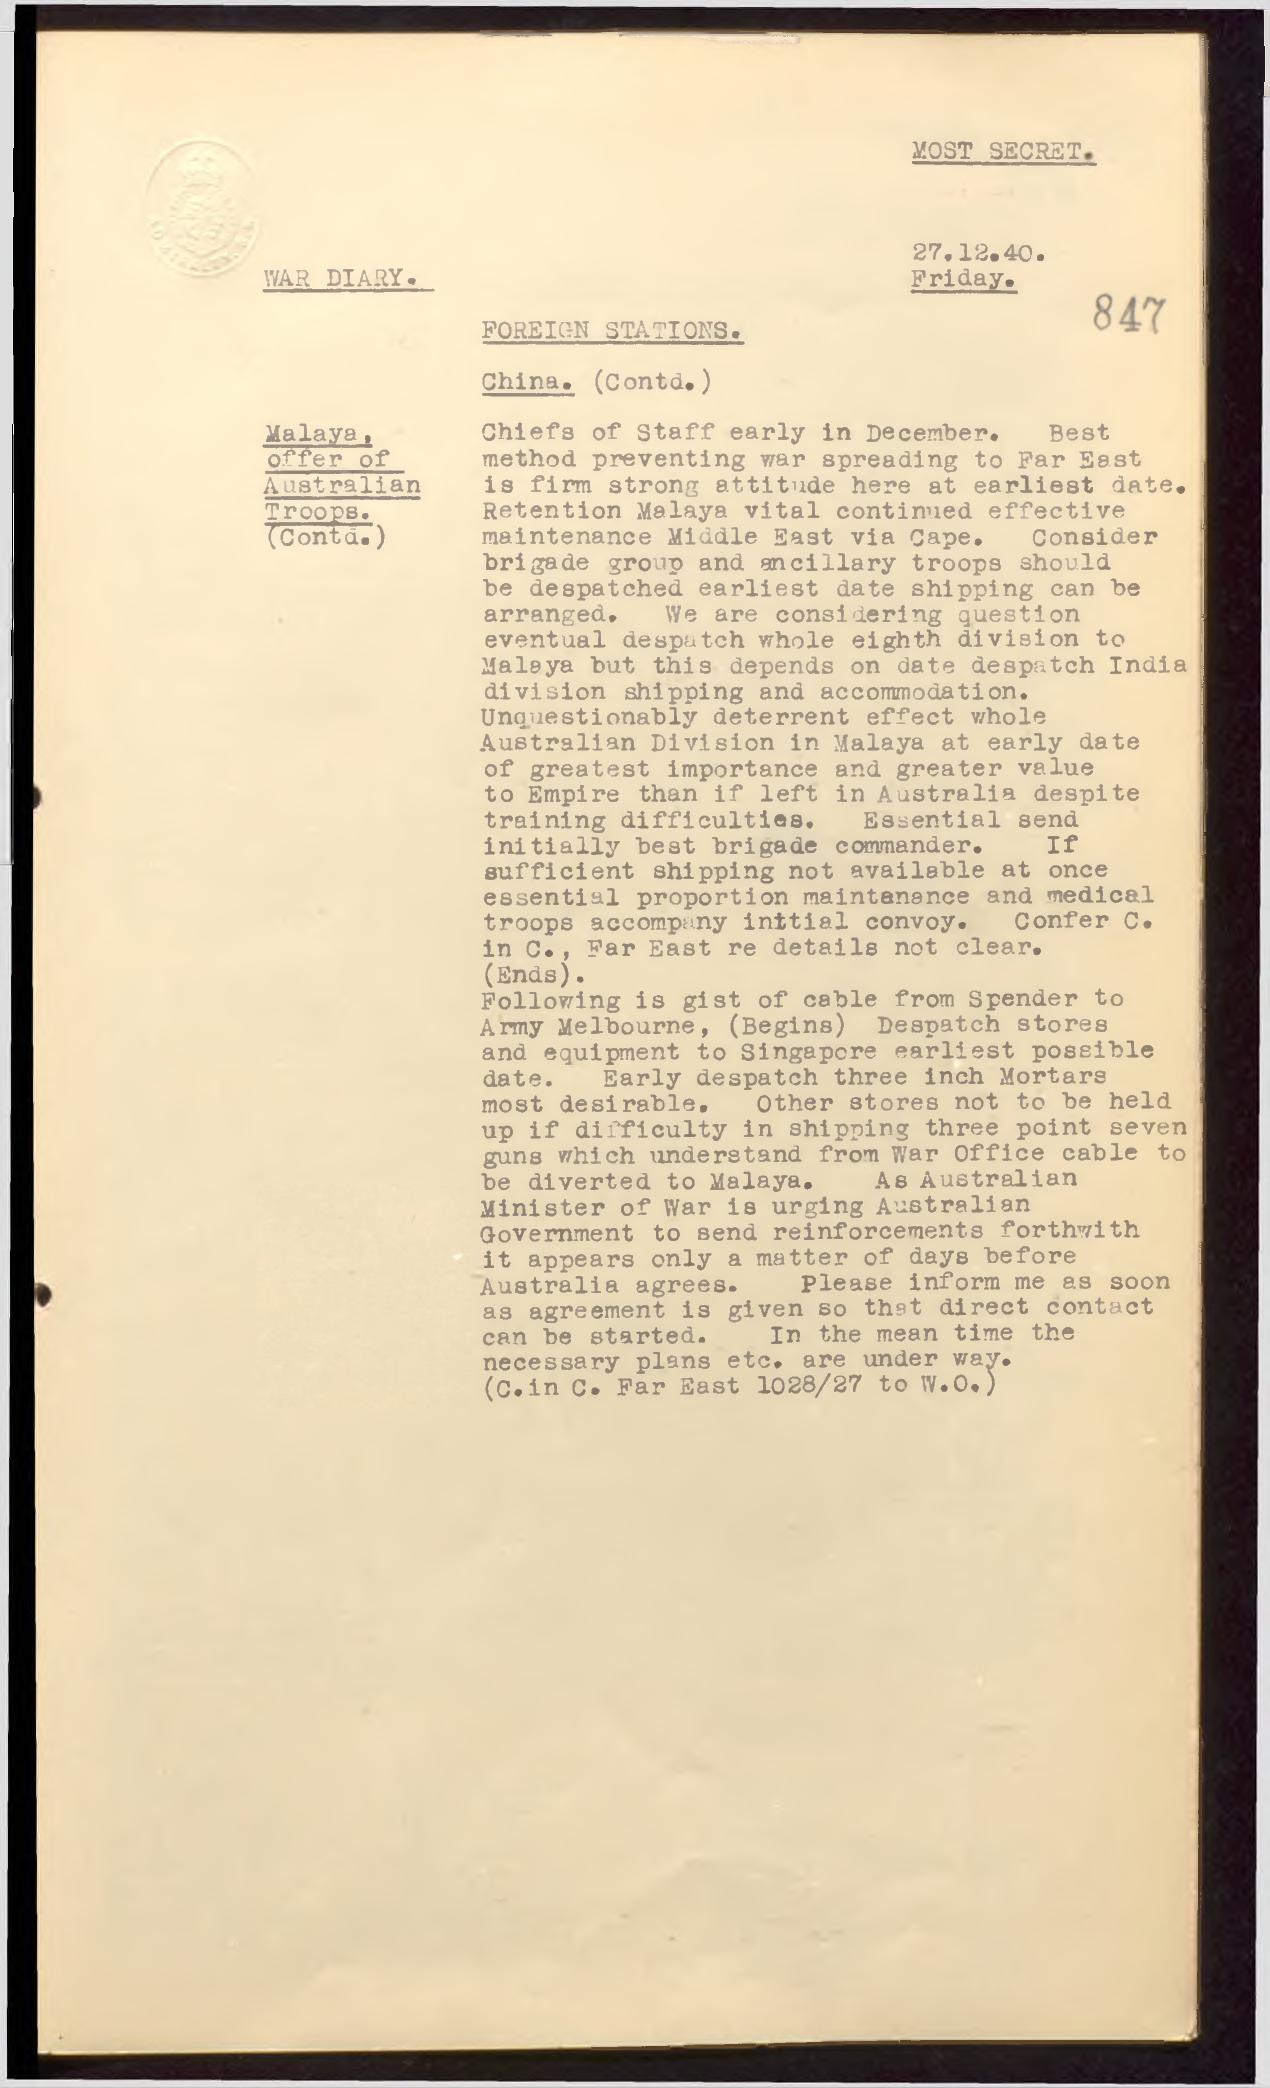 MOST SECRET.
27.12.40.
Friday.
WAR DIARY.
847
FOREIGN STATIONS.
China. (Contd.)
Malaya,
offer of
Australian
Troops.
(Contd.)
Chiefs of Staff early in December. Best
method preventing war spreading to Far East
is firm strong attitude here at earliest date.
Retention Malaya vital continued effective
maintenance Middle East via Cape. Consider
brigade group and ancillary troops should
be despatched earliest date shipping can be
arranged. We are considering question
eventual despatch whole eighth division to
Malaya but this depends on date despatch India
division shipping and accommodation.
Unquestionably deterrent effect whole
Australian Division in Malaya at early date
of greatest importance and greater value
to Empire than if left in Australia despite
training difficulties. Essential send
initially best brigade commander. If
sufficient shipping not available at once
essential proportion maintenance and medical
troops accompany initial convoy. Confer C.
in C., Far East re details not clear.
(Ends).
Following is gist of cable from Spender to
Army Melbourne, (Begins) Despatch stores
and equipment to Singapore earliest possible
date. Early despatch three inch Mortars
most desirable. Other stores not to be held
up if difficulty in shipping three point seven
guns which understand from War Office cable to
be diverted to Malaya. As Australian
Minister of War is urging Australian
Government to send reinforcements forthwith
it appears only a matter of days before
Australia agrees. Please inform me as soon
as agreement is given so that direct contact
can be started. In the mean time the
necessary plans etc. are under way.
(C.in C. Far East 1028/27 to W.O.)